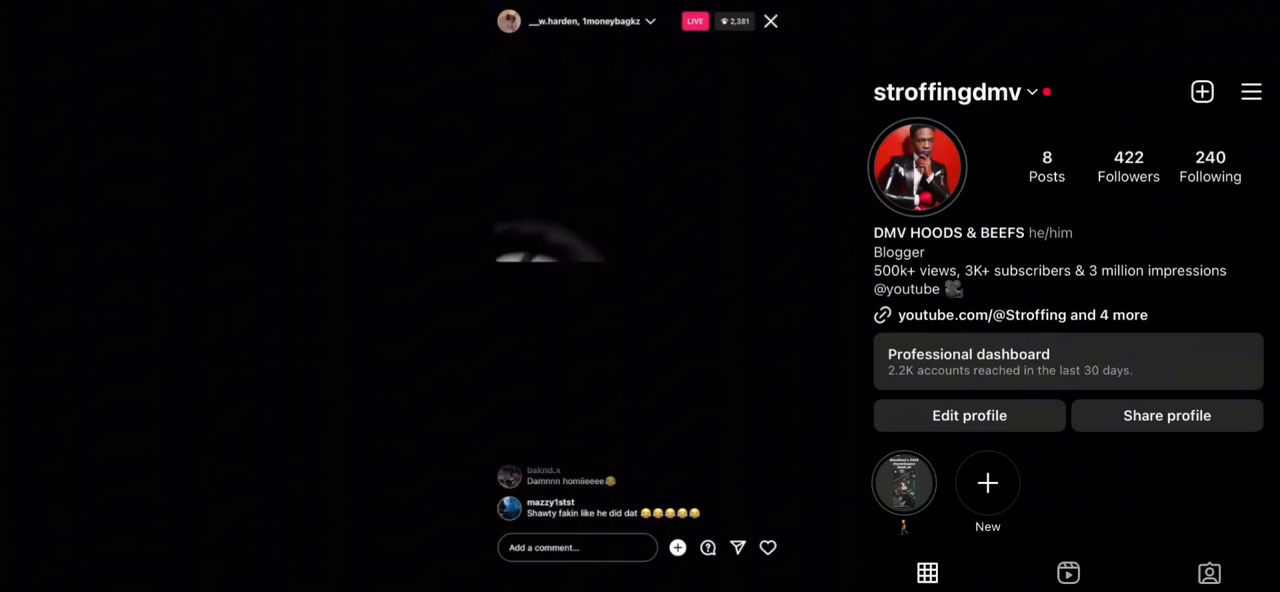 __w.harden, 1moneybagkz
LIVE
2,381
baknd.x
Damnnn homiieeee😂
mazzy1stst
Shawty fakin like he did dat 😂😂😂😂😂
Add a comment...
stroffingdmv
8
Posts
422
Followers
240
Following
DMV HOODS & BEEFS he/him
Blogger
500k+ views, 3K+ subscribers & 3 million impressions
@youtube 🎥
youtube.com/@Stroffing and 4 more
Professional dashboard
2.2K accounts reached in the last 30 days.
Edit profile
Share profile
New